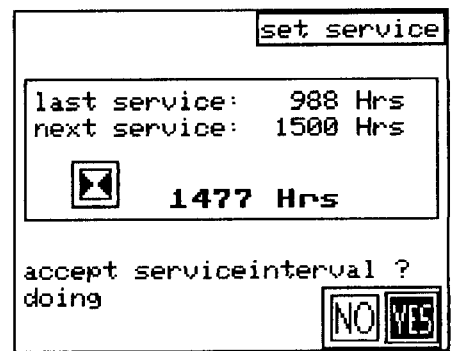 set service
last service: 988 Hrs
next service: 1500 Hrs
1477 Hrs
accept serviceinterval ?
doing
NO YES